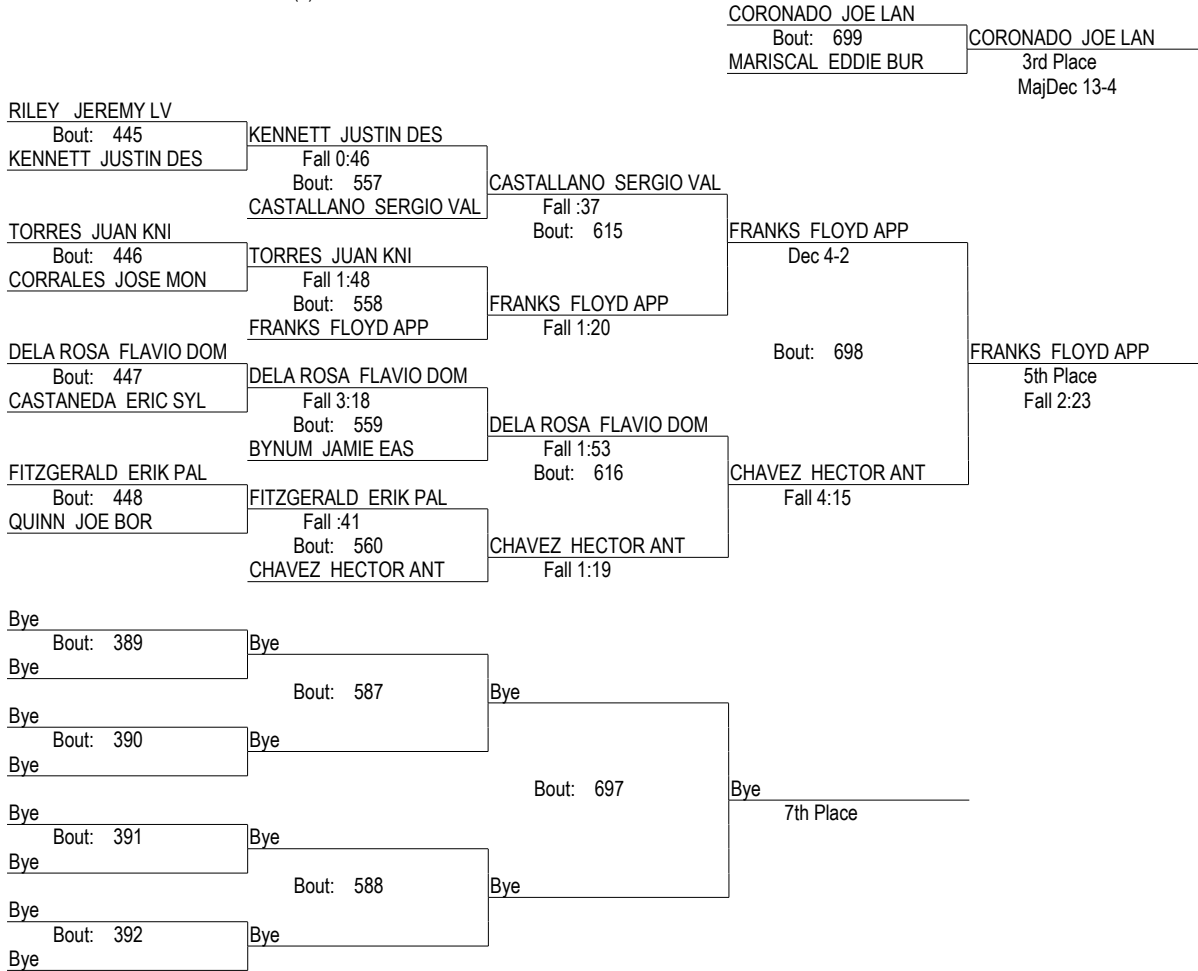 CORONADO JOE LAN
Bout: 699
CORONADO JOE LAN
MARISCAL EDDIE BUR
3rd Place
MajDec 13-4
RILEY JEREMY LV
Bout: 445
KENNETT JUSTIN DES
KENNETT JUSTIN DES
Fall 0:46
Bout: 557
CASTALLANO SERGIO VAL
CASTALLANO SERGIO VAL
Fall :37
Bout: 615
TORRES JUAN KNI
Bout: 446
CORRALES JOSE MON
TORRES JUAN KNI
Fall 1:48
Bout: 558
FRANKS FLOYD APP
FRANKS FLOYD APP
Fall 1:20
FRANKS FLOYD APP
Dec 4-2
Bout: 698
FRANKS FLOYD APP
5th Place
Fall 2:23
DELA ROSA FLAVIO DOM
Bout: 447
CASTANEDA ERIC SYL
DELA ROSA FLAVIO DOM
Fall 3:18
Bout: 559
BYNUM JAMIE EAS
DELA ROSA FLAVIO DOM
Fall 1:53
Bout: 616
CHAVEZ HECTOR ANT
Fall 4:15
FITZGERALD ERIK PAL
Bout: 448
QUINN JOE BOR
FITZGERALD ERIK PAL
Fall :41
Bout: 560
CHAVEZ HECTOR ANT
CHAVEZ HECTOR ANT
Fall 1:19
Bye
Bout: 389
Bye
Bye
Bout: 587
Bye
Bye
Bout: 390
Bye
Bye
Bout: 697
Bye
7th Place
Bye
Bout: 391
Bye
Bye
Bout: 588
Bye
Bye
Bout: 392
Bye
Bye